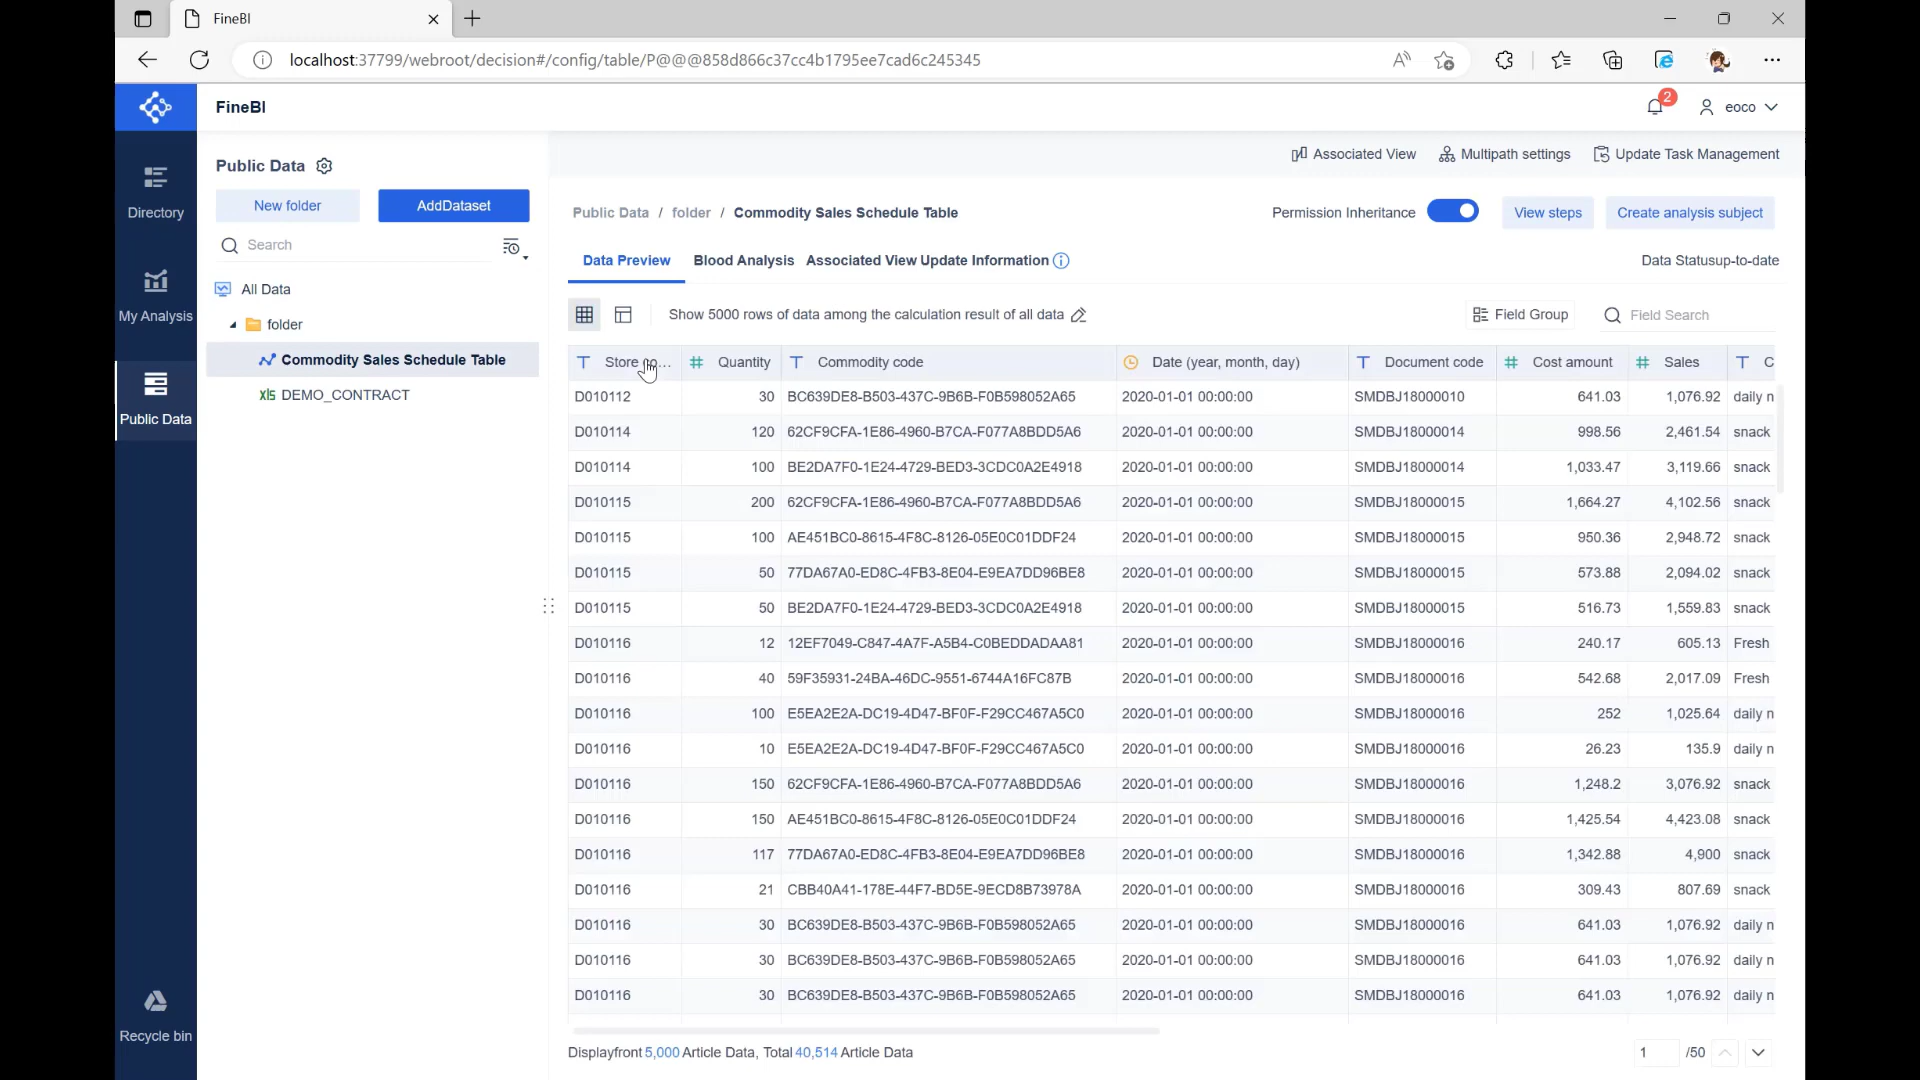 FineBI
localhost:37799/webroot/decision#/config/table/P@@@858d866c37cc4b1795ee7cad6c245345
FineBI
2
eoco
Directory
My Analysis
Public Data
Recycle bin
Public Data
New folder
AddDataset
Search
All Data
folder
Commodity Sales Schedule Table
XlS DEMO_CONTRACT
Associated View Multipath settings Update Task Management
Public Data / folder / Commodity Sales Schedule Table
Permission Inheritance View steps Create analysis subject
Data Preview Blood Analysis Associated View Update Information Data Statusup-to-date
Show 5000 rows of data among the calculation result of all data Field Group Field Search
T Store # Quantity T Commodity code Date (year, month, day) T Document code # Cost amount # Sales T C
D010112 30 BC639DE8-B503-437C-9B6B-F0B598052A65 2020-01-01 00:00:00 SMDBJ18000010 641.03 1,076.92 daily n
D010114 120 62CF9CFA-1E86-4960-B7CA-F077A8BDD5A6 2020-01-01 00:00:00 SMDBJ18000014 998.56 2,461.54 snack
D010114 100 BE2DA7F0-1E24-4729-BED3-3CDC0A2E4918 2020-01-01 00:00:00 SMDBJ18000014 1,033.47 3,119.66 snack
D010115 200 62CF9CFA-1E86-4960-B7CA-F077A8BDD5A6 2020-01-01 00:00:00 SMDBJ18000015 1,664.27 4,102.56 snack
D010115 100 AE451BC0-8615-4F8C-8126-05E0C01DDF24 2020-01-01 00:00:00 SMDBJ18000015 950.36 2,948.72 snack
D010115 50 77DA67A0-ED8C-4FB3-8E04-E9EA7DD96BE8 2020-01-01 00:00:00 SMDBJ18000015 573.88 2,094.02 snack
D010115 50 BE2DA7F0-1E24-4729-BED3-3CDC0A2E4918 2020-01-01 00:00:00 SMDBJ18000015 516.73 1,559.83 snack
D010116 12 12EF7049-C847-4A7F-A5B4-C0BEDDADAA81 2020-01-01 00:00:00 SMDBJ18000016 240.17 605.13 Fresh
D010116 40 59F35931-24BA-46DC-9551-6744A16FC87B 2020-01-01 00:00:00 SMDBJ18000016 542.68 2,017.09 Fresh
D010116 100 E5EA2E2A-DC19-4D47-BF0F-F29CC467A5C0 2020-01-01 00:00:00 SMDBJ18000016 252 1,025.64 daily n
D010116 10 E5EA2E2A-DC19-4D47-BF0F-F29CC467A5C0 2020-01-01 00:00:00 SMDBJ18000016 26.23 135.9 daily n
D010116 150 62CF9CFA-1E86-4960-B7CA-F077A8BDD5A6 2020-01-01 00:00:00 SMDBJ18000016 1,248.2 3,076.92 snack
D010116 150 AE451BC0-8615-4F8C-8126-05E0C01DDF24 2020-01-01 00:00:00 SMDBJ18000016 1,425.54 4,423.08 snack
D010116 117 77DA67A0-ED8C-4FB3-8E04-E9EA7DD96BE8 2020-01-01 00:00:00 SMDBJ18000016 1,342.88 4,900 snack
D010116 21 CBB40A41-178E-44F7-BD5E-9ECD8B73978A 2020-01-01 00:00:00 SMDBJ18000016 309.43 807.69 snack
D010116 30 BC639DE8-B503-437C-9B6B-F0B598052A65 2020-01-01 00:00:00 SMDBJ18000016 641.03 1,076.92 daily n
D010116 30 BC639DE8-B503-437C-9B6B-F0B598052A65 2020-01-01 00:00:00 SMDBJ18000016 641.03 1,076.92 daily n
D010116 30 BC639DE8-B503-437C-9B6B-F0B598052A65 2020-01-01 00:00:00 SMDBJ18000016 641.03 1,076.92 daily n
Displayfront 5,000 Article Data, Total 40,514 Article Data 1 /50